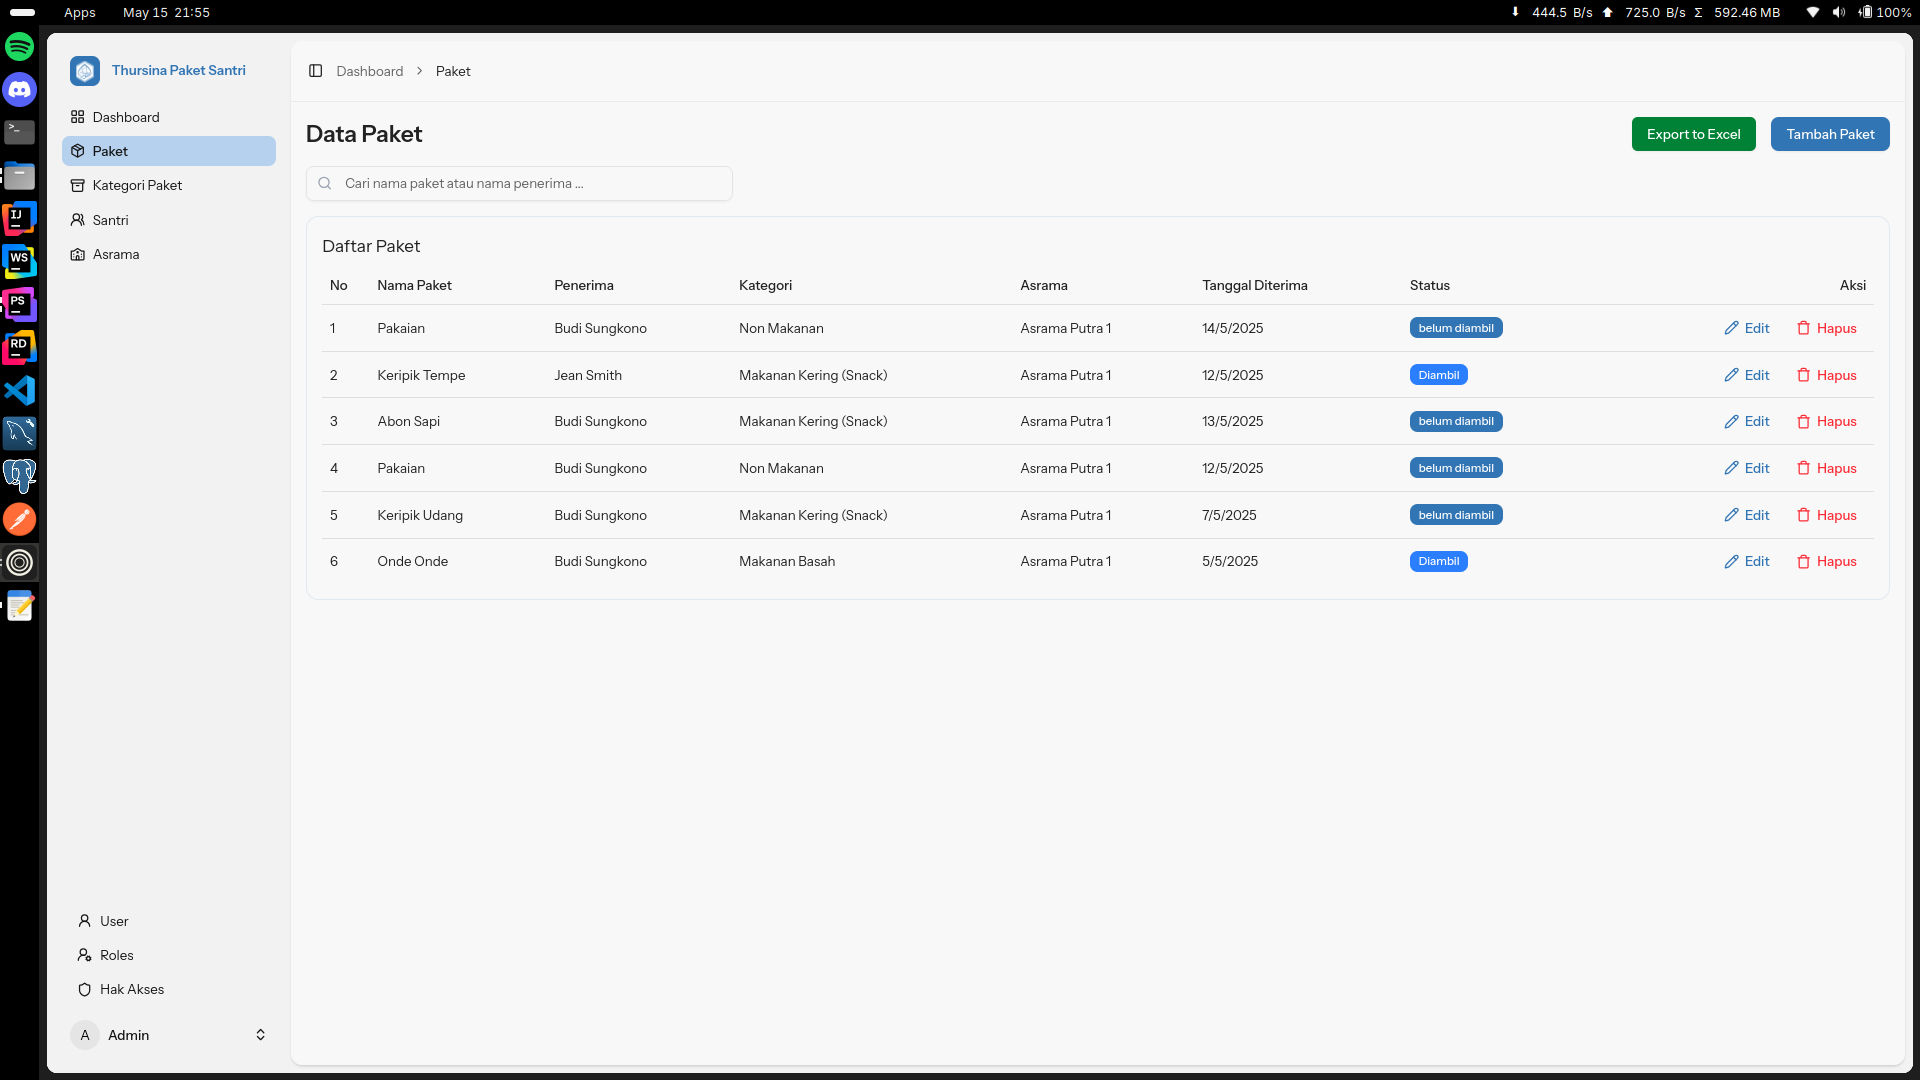 Apps May 15 21:55 444.5 B/s 725.0 B/s Σ 592.46 MB 100%
Thursina Paket Santri
Dashboard
Paket
Kategori Paket
Santri
Asrama
User
Roles
Hak Akses
A Admin
Dashboard > Paket
Data Paket
Export to Excel
Tambah Paket
Cari nama paket atau nama penerima ...
Daftar Paket
No Nama Paket Penerima Kategori Asrama Tanggal Diterima Status Aksi
1 Pakaian Budi Sungkono Non Makanan Asrama Putra 1 14/5/2025 belum diambil Edit Hapus
2 Keripik Tempe Jean Smith Makanan Kering (Snack) Asrama Putra 1 12/5/2025 Diambil Edit Hapus
3 Abon Sapi Budi Sungkono Makanan Kering (Snack) Asrama Putra 1 13/5/2025 belum diambil Edit Hapus
4 Pakaian Budi Sungkono Non Makanan Asrama Putra 1 12/5/2025 belum diambil Edit Hapus
5 Keripik Udang Budi Sungkono Makanan Kering (Snack) Asrama Putra 1 7/5/2025 belum diambil Edit Hapus
6 Onde Onde Budi Sungkono Makanan Basah Asrama Putra 1 5/5/2025 Diambil Edit Hapus
>_
IJ
WS
PS
RD